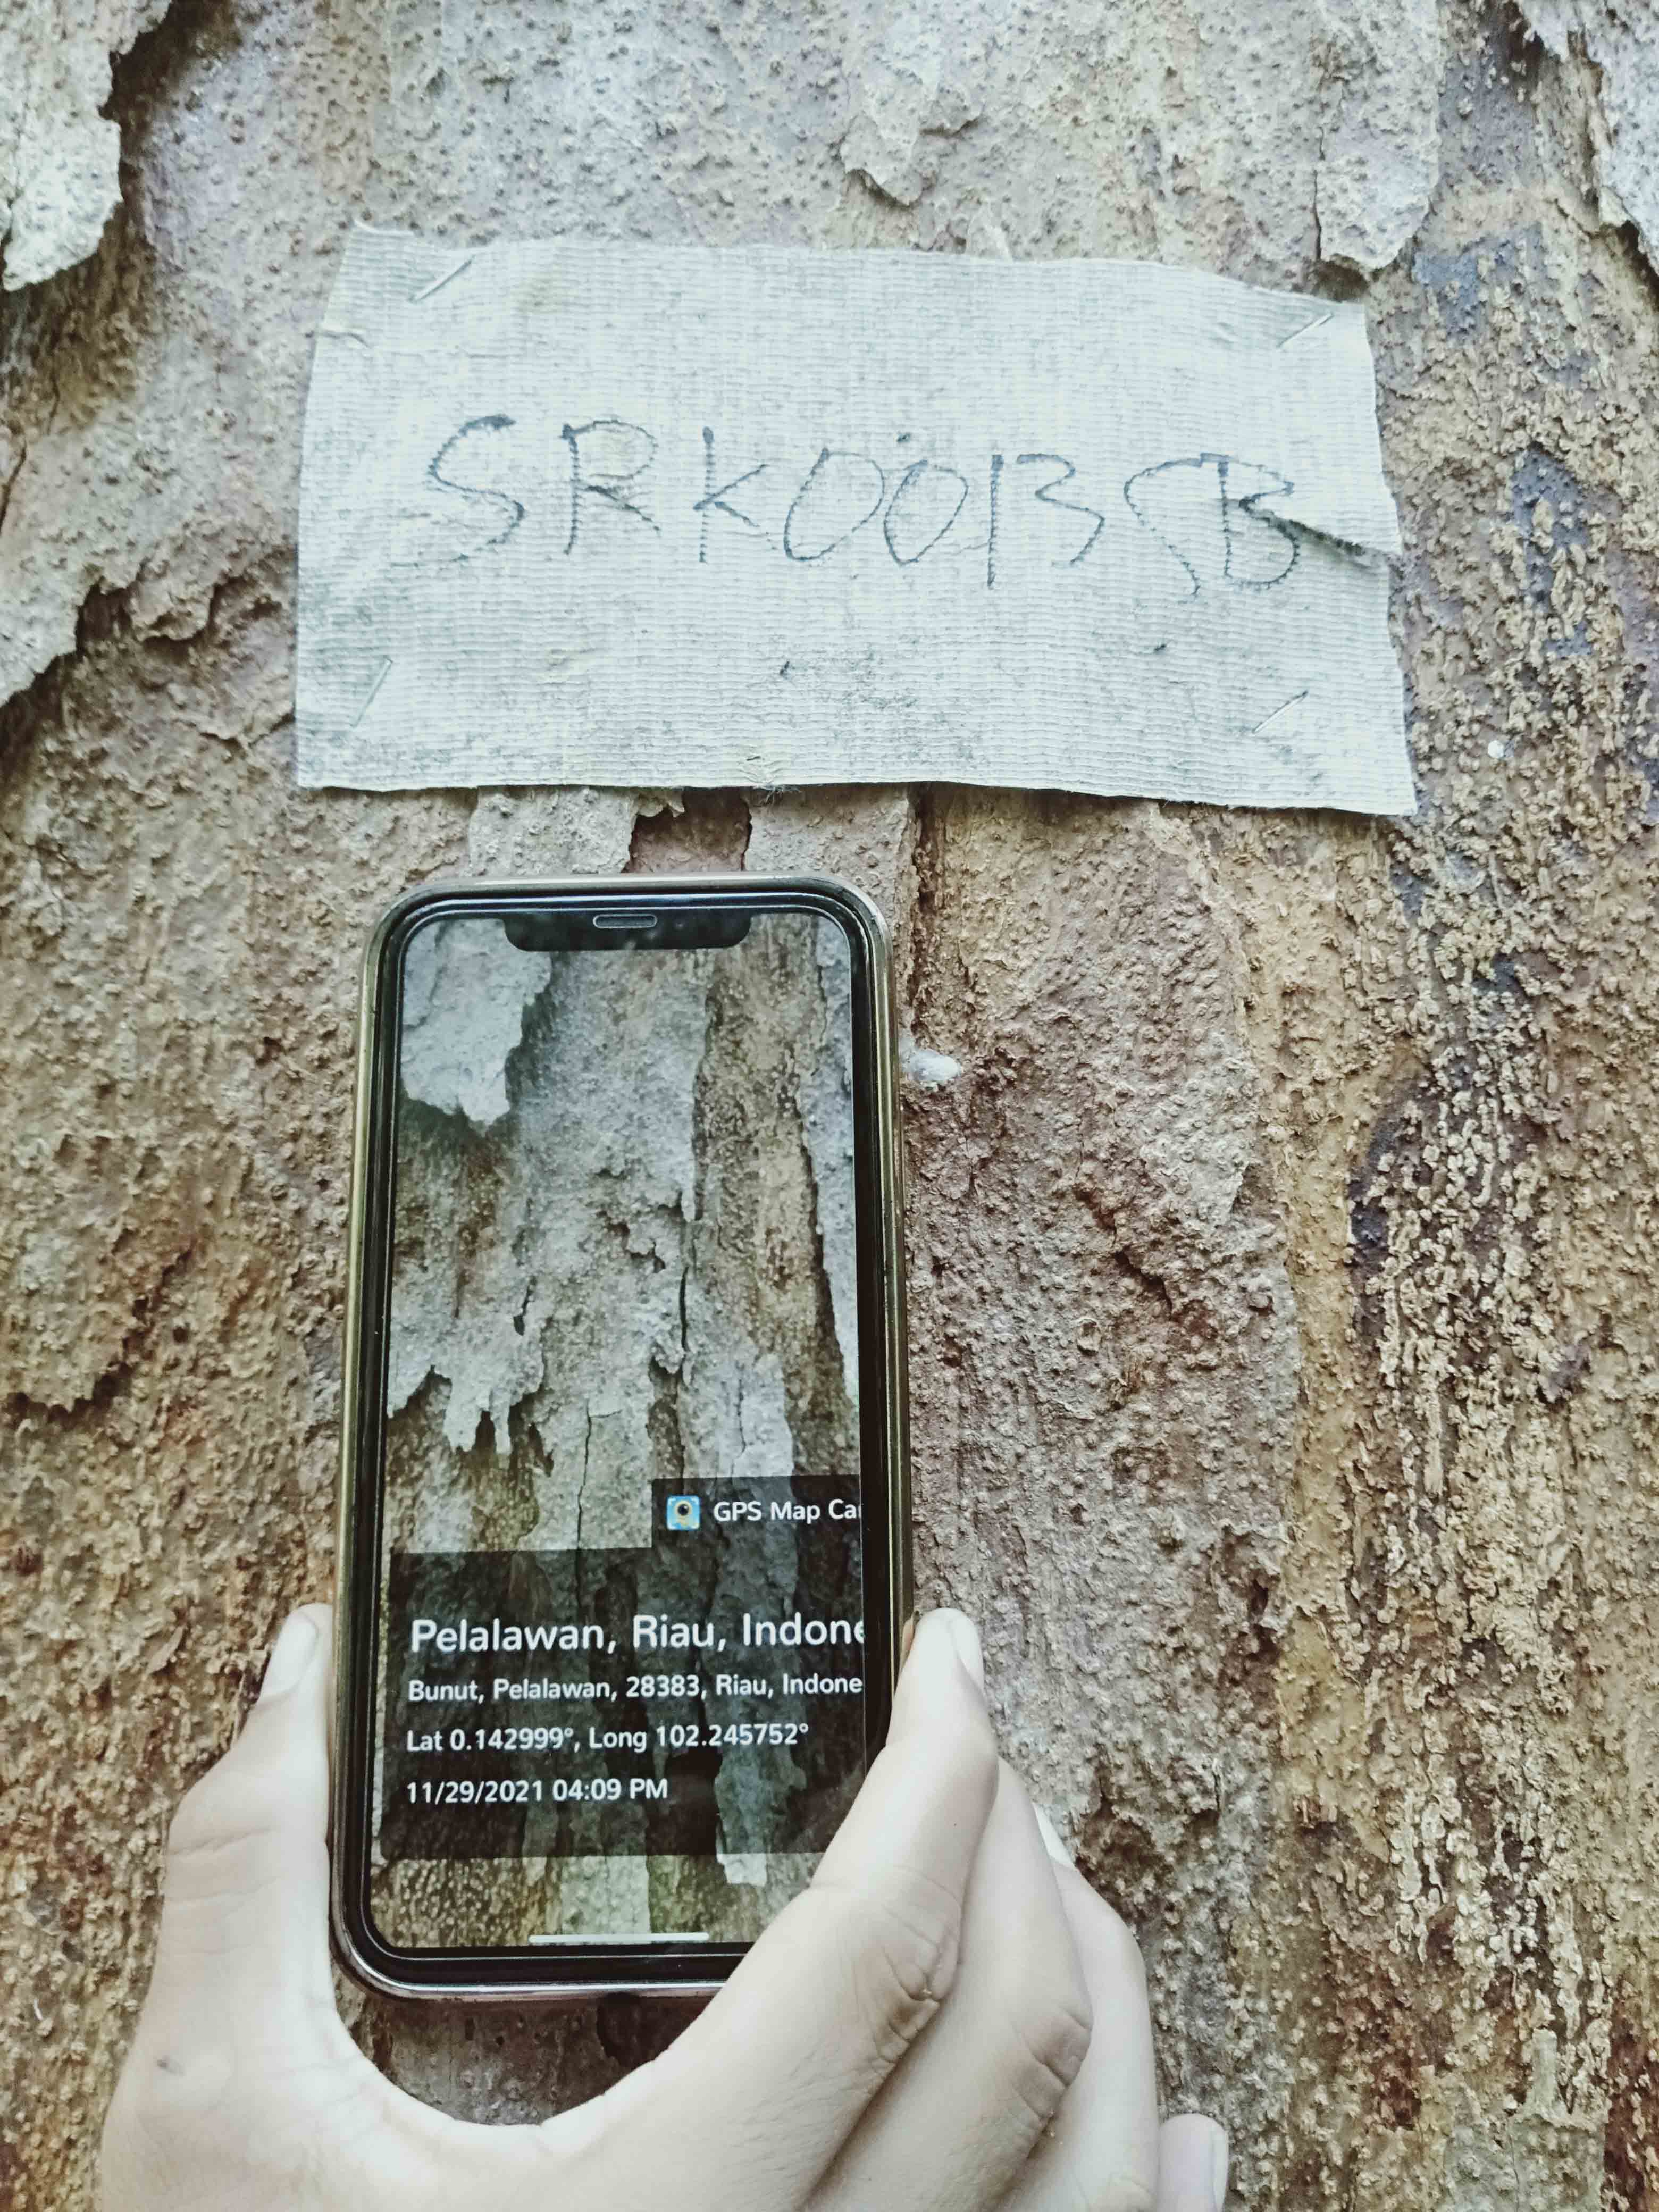 SRK0013SB
GPS Map Ca
Pelalawan, Riau, Indone
Bunut, Pelalawan, 28383, Riau, Indone
Lat 0.142999°, Long 102.245752°
11/29/2021 04:09 PM